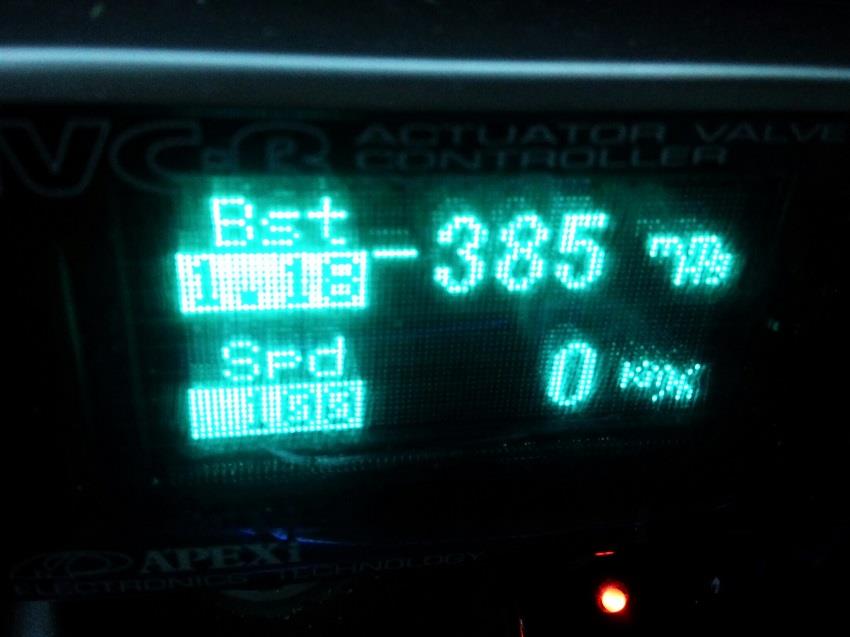 AVC-R ACTUATOR VALVE
CONTROLLER
Bst
-385
1.18
Spd
0
APEXi
ELECTRONICS TECHNOLOGY